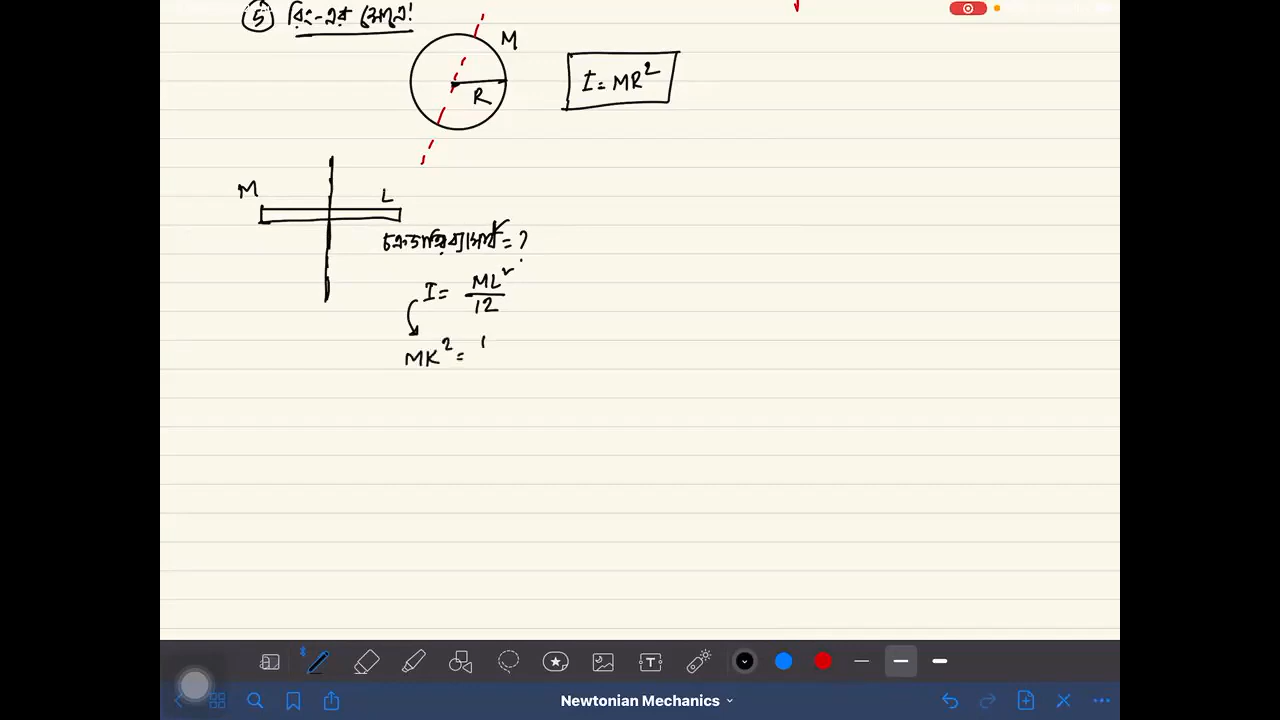 ⑤ রিং-এর ক্ষেত্রে!
M
R
I = MR²
M
L
চক্রগতির ব্যাসার্ধ K = ?
I = ML²/12
MK² =
Newtonian Mechanics